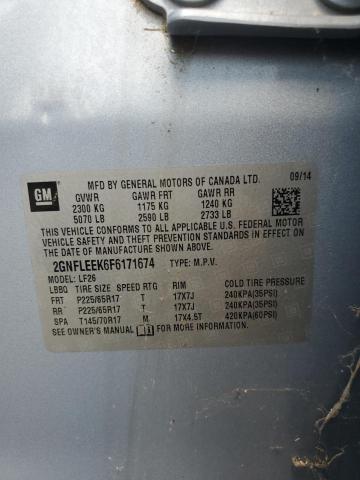 GM
MFD BY GENERAL MOTORS OF CANADA LTD.
09/14
GVWR GAWR FRT GAWR RR
2300 KG 1175 KG 1240 KG
5070 LB 2590 LB 2733 LB
THIS VEHICLE CONFORMS TO ALL APPLICABLE U.S. FEDERAL MOTOR
VEHICLE SAFETY AND THEFT PREVENTION STANDARDS IN EFFECT ON THE
DATE OF MANUFACTURE SHOWN ABOVE.
2GNFLEEK6F6171674 TYPE: M.P.V.
MODEL: LF26
LBBQ TIRE SIZE SPEED RTG RIM COLD TIRE PRESSURE
FRT P225/65R17 T 17X7J 240KPA(35PSI)
RR P225/65R17 T 17X7J 240KPA(35PSI)
SPA T145/70R17 M 17X4.5T 420KPA(60PSI)
SEE OWNER'S MANUAL FOR MORE INFORMATION.